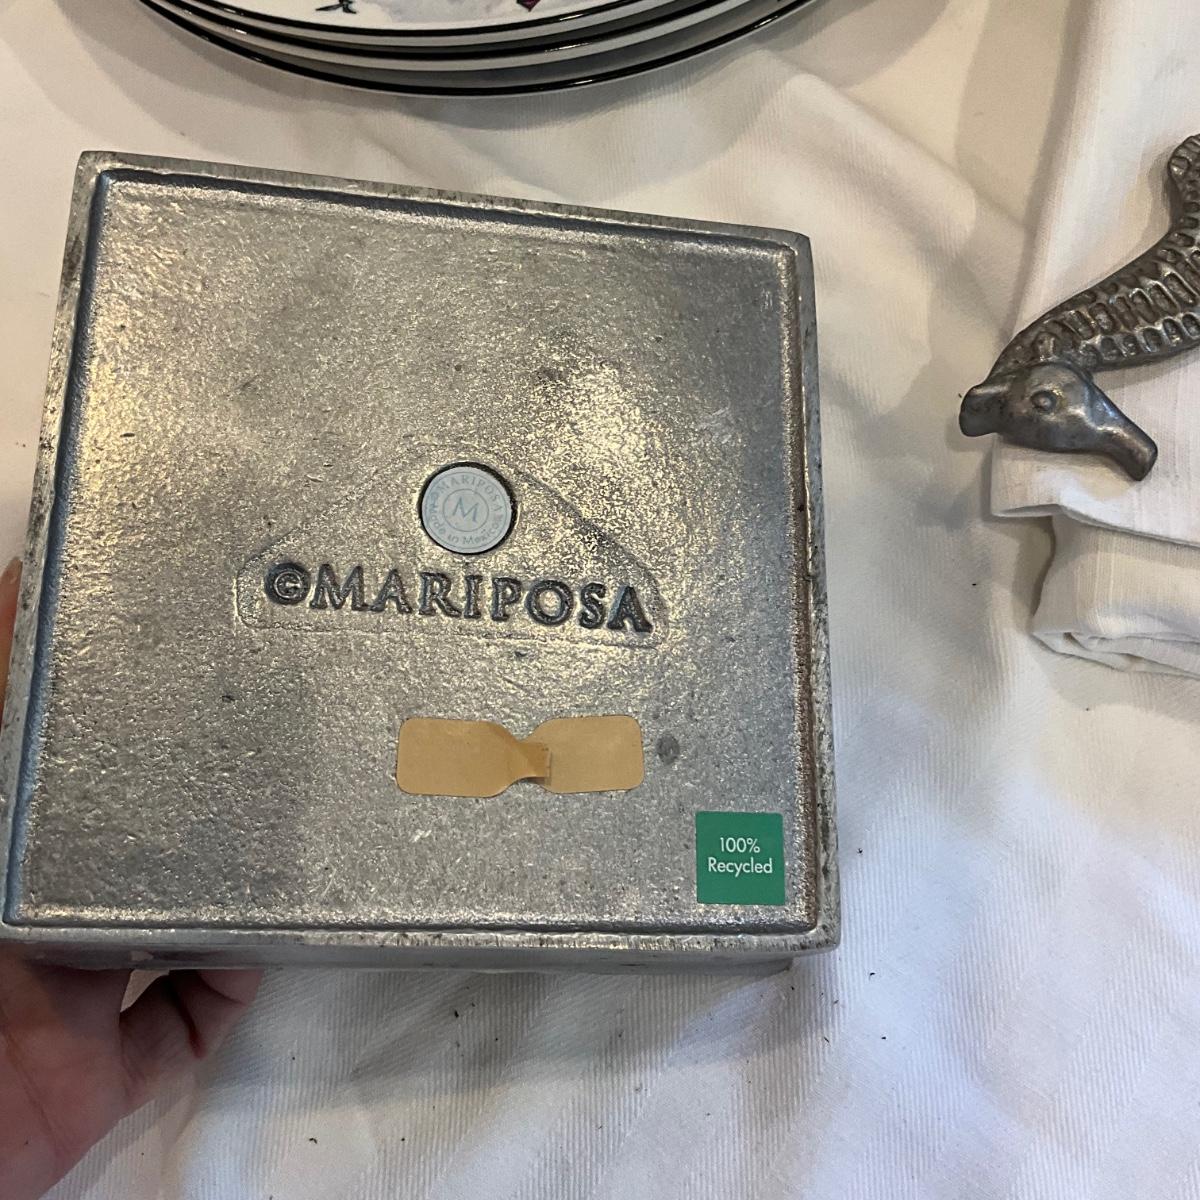 MARIPOSA
M
Made in Mexico
©MARIPOSA
100%
Recycled